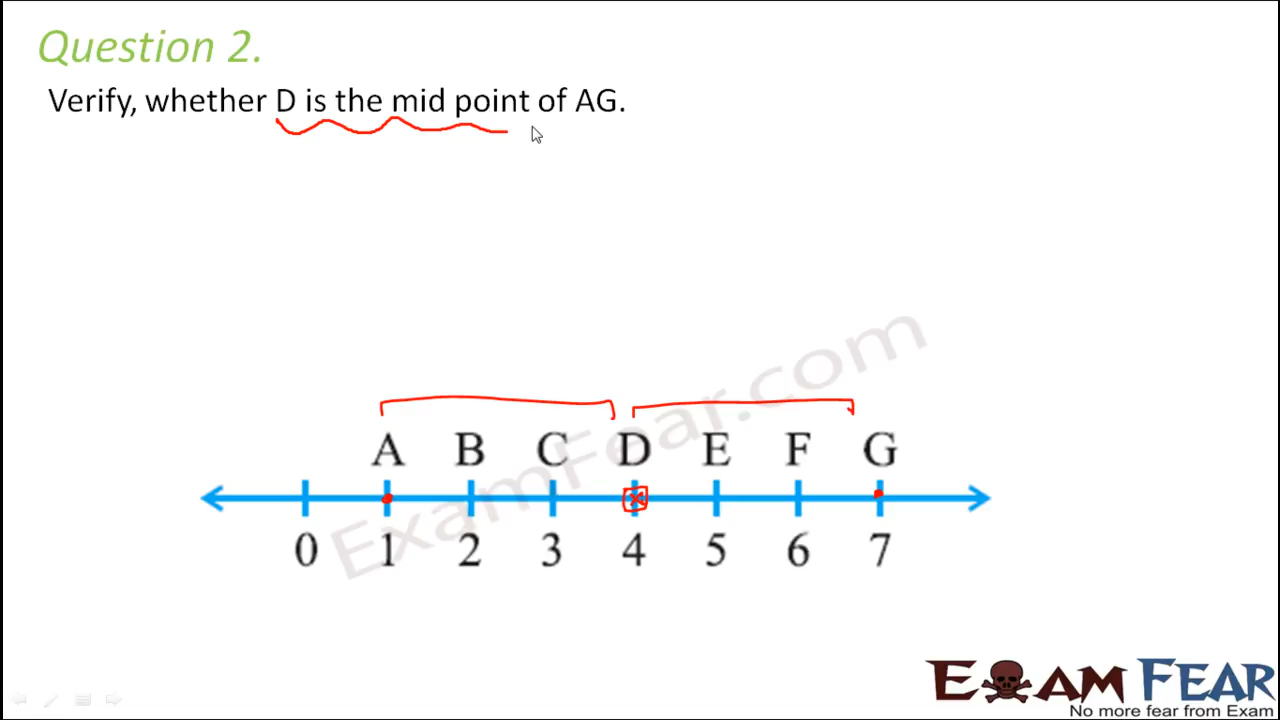 Question 2.
Verify, whether D is the mid point of AG.
ExamFear.com
A B C D E F G
0 1 2 3 4 5 6 7
EXAM FEAR
No more fear from Exam